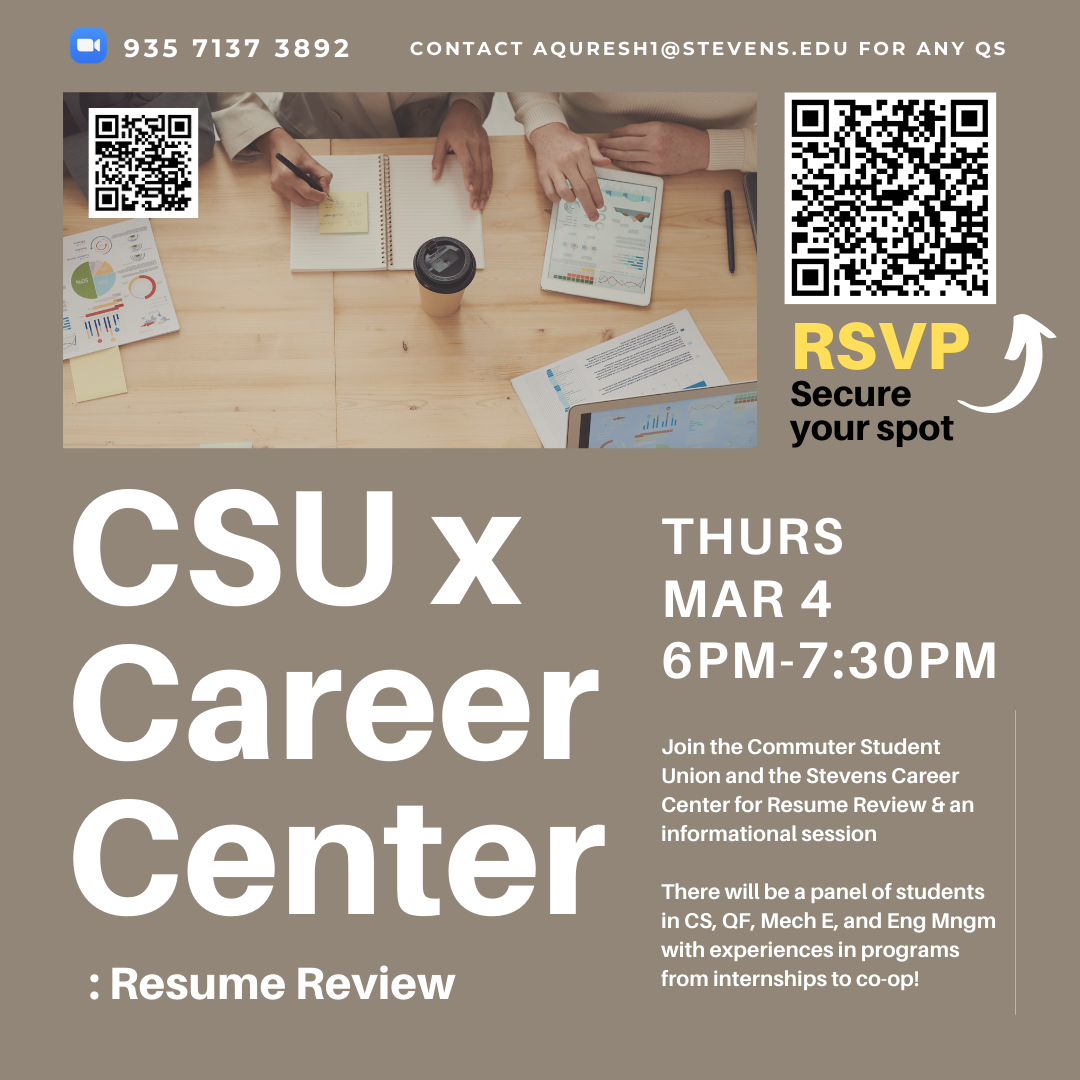 935 7137 3892
CONTACT AQURESH1@STEVENS.EDU FOR ANY QS
RSVP
Secure
your spot
CSU x
Career
Center
: Resume Review
THURS
MAR 4
6PM-7:30PM
Join the Commuter Student
Union and the Stevens Career
Center for Resume Review & an
informational session
There will be a panel of students
in CS, QF, Mech E, and Eng Mngm
with experiences in programs
from internships to co-op!